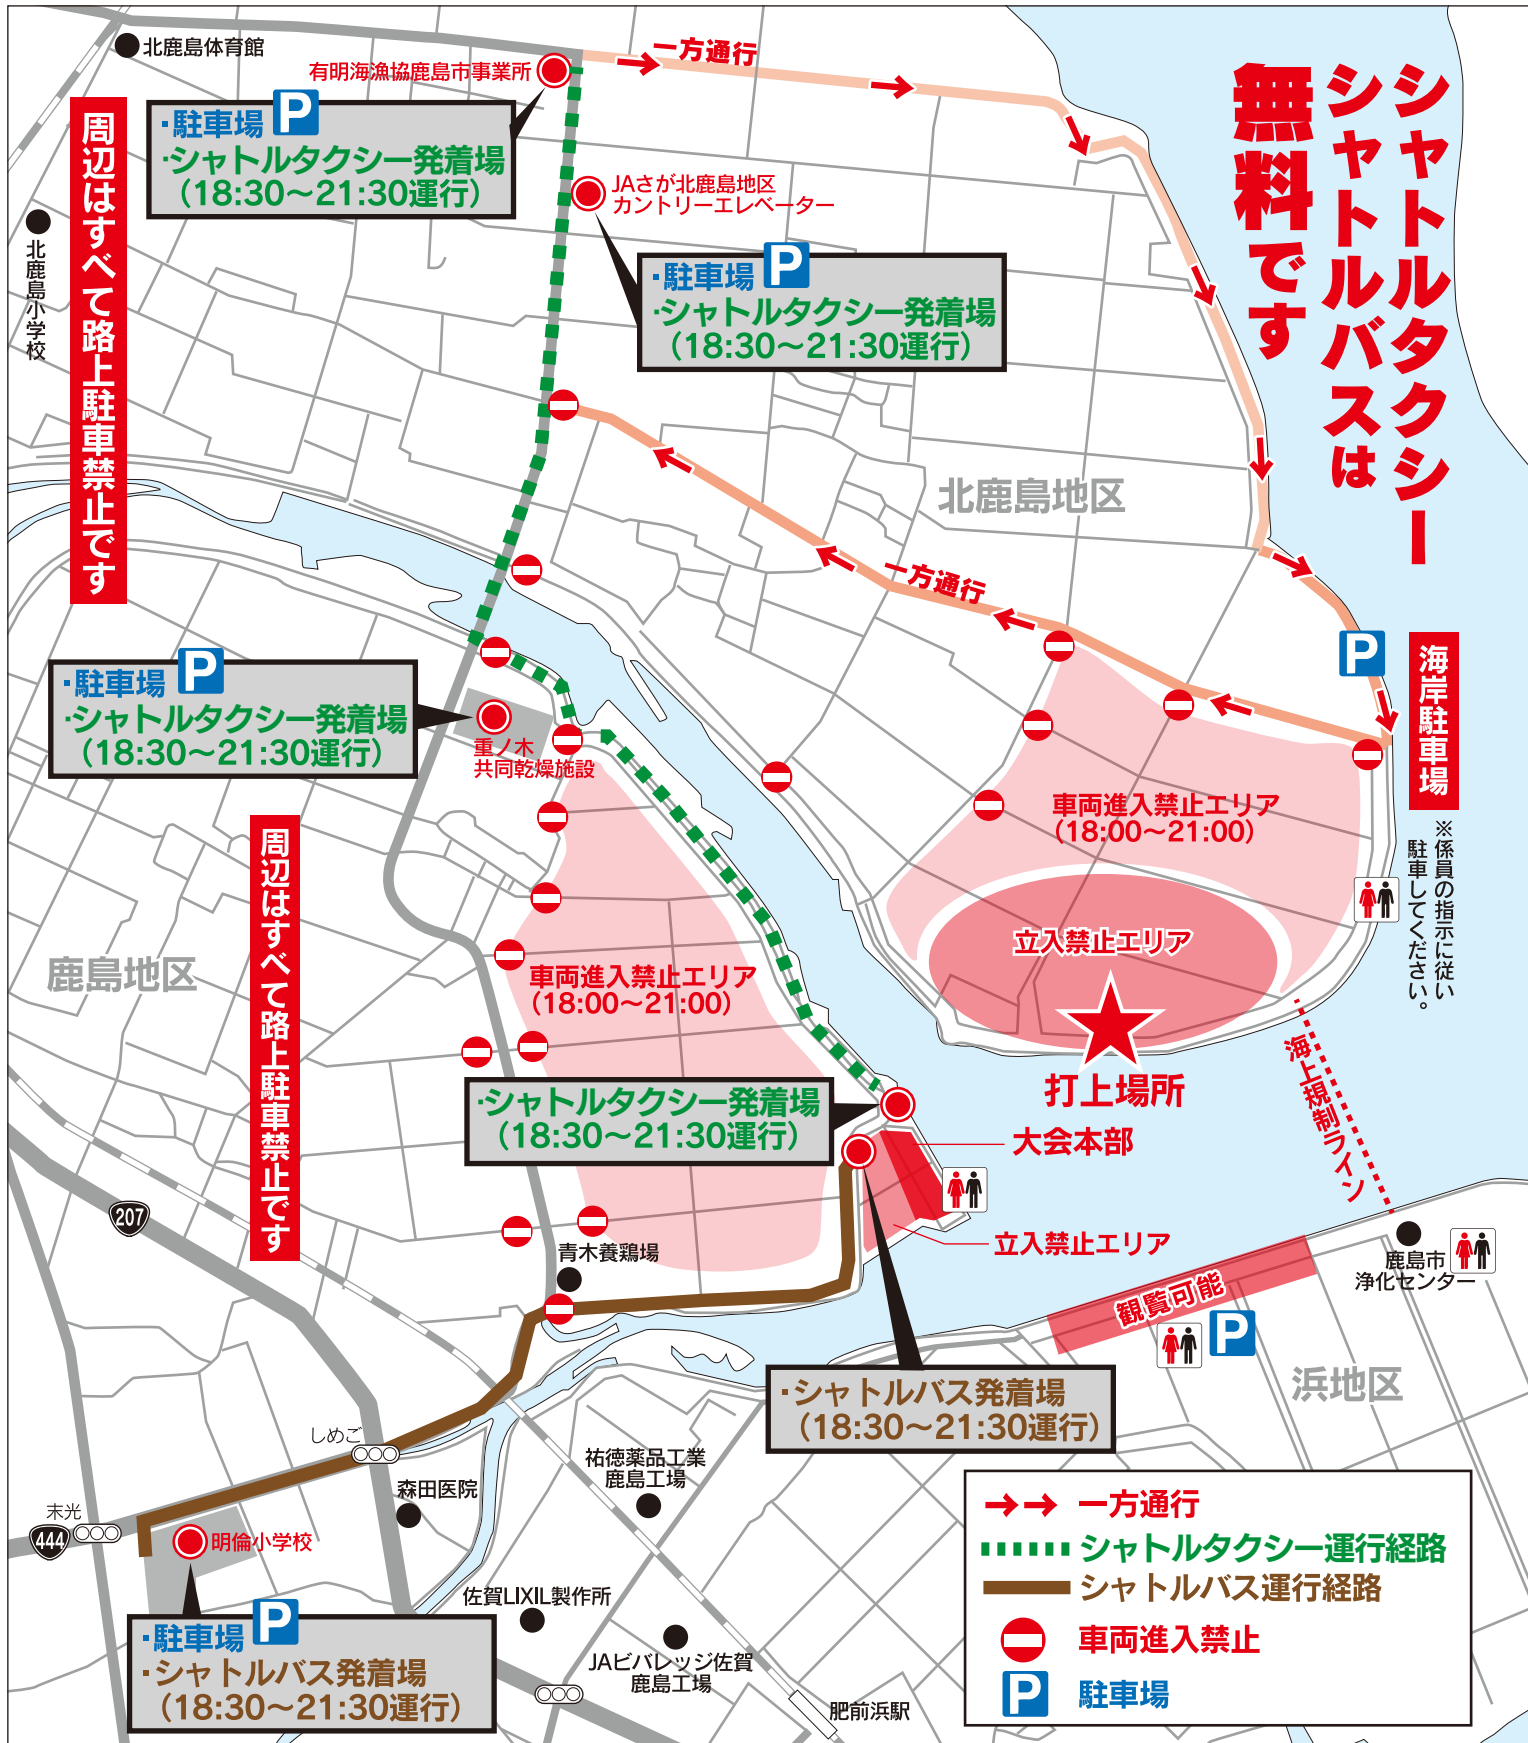 シャトルタクシー
シャトルバスは
無料です
北鹿島体育館
有明海漁協鹿島市事業所
一方通行
・駐車場 P
・シャトルタクシー発着場
(18:30〜21:30運行)
周辺はすべて路上駐車禁止です
北鹿島小学校
JAさが北鹿島地区
カントリーエレベーター
・駐車場 P
・シャトルタクシー発着場
(18:30〜21:30運行)
北鹿島地区
一方通行
P
海岸駐車場
※係員の指示に従い
駐車してください。
・駐車場 P
・シャトルタクシー発着場
(18:30〜21:30運行)
重ノ木
共同乾燥施設
車両進入禁止エリア
(18:00〜21:00)
立入禁止エリア
打上場所
海上規制ライン
周辺はすべて路上駐車禁止です
鹿島地区
車両進入禁止エリア
(18:00〜21:00)
・シャトルタクシー発着場
(18:30〜21:30運行)
大会本部
立入禁止エリア
207
青木養鶏場
鹿島市
浄化センター
観覧可能
P
浜地区
・シャトルバス発着場
(18:30〜21:30運行)
しめご
末光
444
森田医院
明倫小学校
祐徳薬品工業
鹿島工場
佐賀LIXIL製作所
JAビバレッジ佐賀
鹿島工場
肥前浜駅
・駐車場 P
・シャトルバス発着場
(18:30〜21:30運行)
一方通行
シャトルタクシー運行経路
シャトルバス運行経路
車両進入禁止
P 駐車場